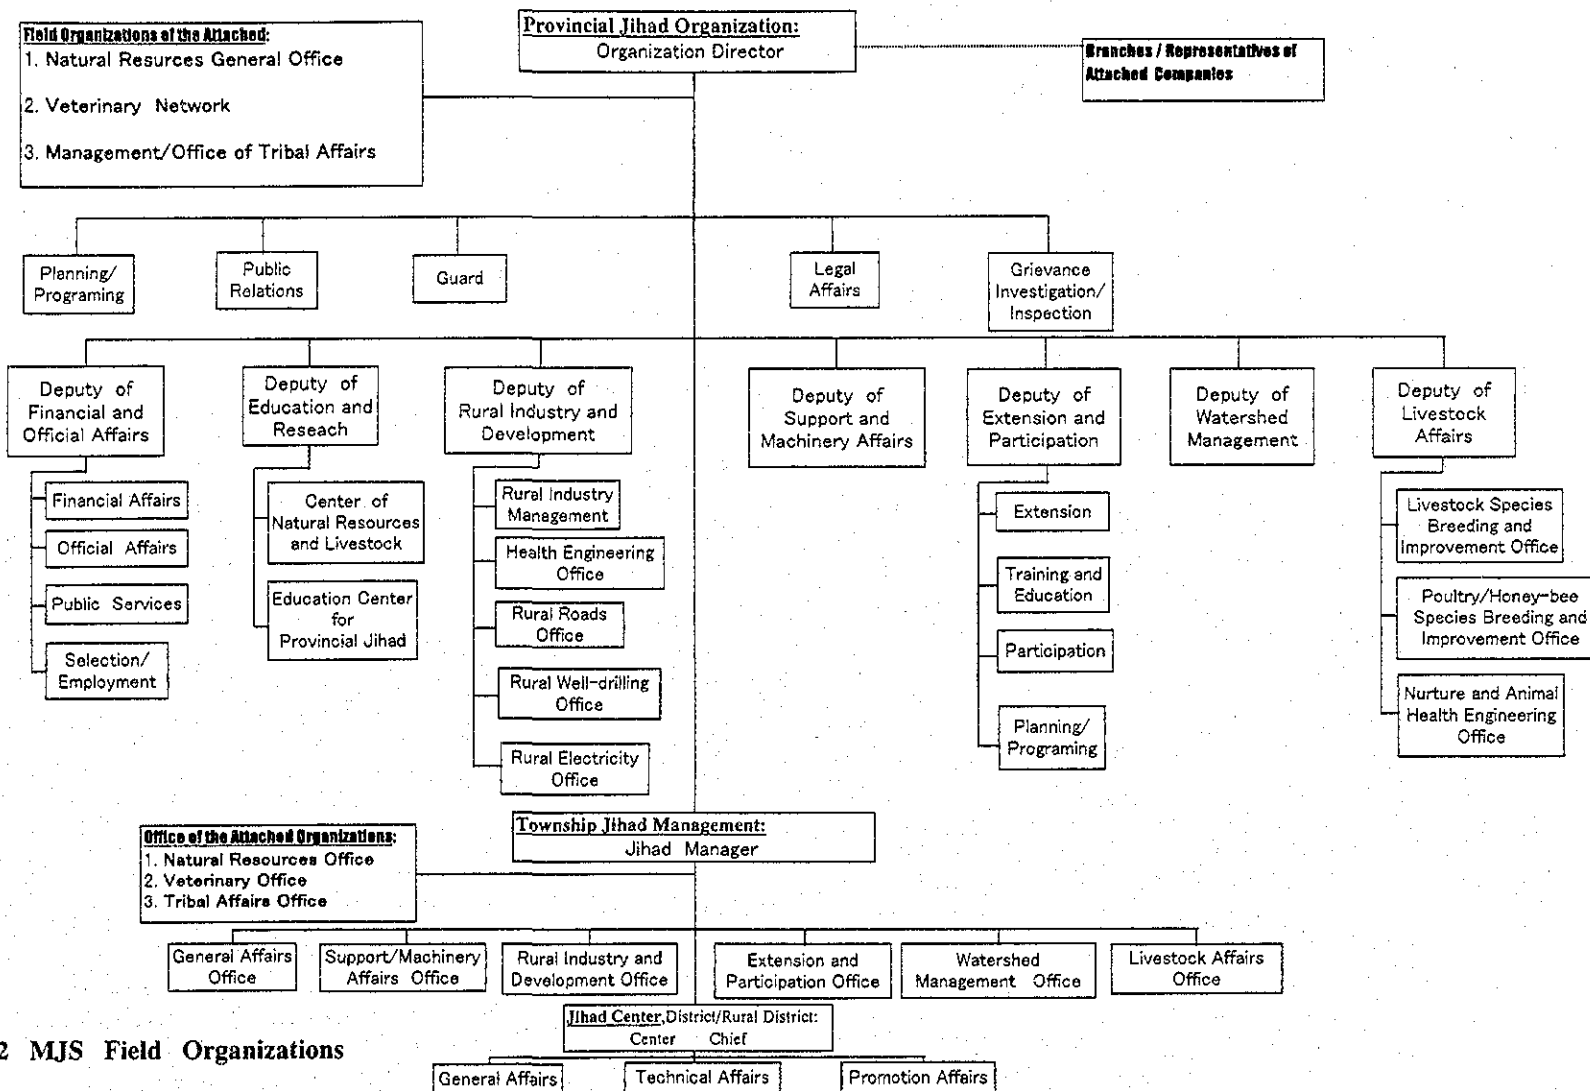 Provincial Jihad Organization:
Organization Director
Field Organizations of the Attached:
1. Natural Resurces General Office
2. Veterinary Network
3. Management/Office of Tribal Affairs
Branches / Representatives of
Attached Companies
Planning/
Programing
Public
Relations
Guard
Legal
Affairs
Grievance
Investigation/
Inspection
Deputy of
Financial and
Official Affairs
Deputy of
Education and
Reseach
Deputy of
Rural Industry and
Development
Deputy of
Support and
Machinery Affairs
Deputy of
Extension and
Participation
Deputy of
Watershed
Management
Deputy of
Livestock
Affairs
Financial Affairs
Official Affairs
Public Services
Selection/
Employment
Center of
Natural Resources
and Livestock
Education Center
for
Provincial Jihad
Rural Industry
Management
Health Engineering
Office
Rural Roads
Office
Rural Well-drilling
Office
Rural Electricity
Office
Extension
Training and
Education
Participation
Planning/
Programing
Livestock Species
Breeding and
Improvement Office
Poultry/Honey-bee
Species Breeding and
Improvement Office
Nurture and Animal
Health Engineering
Office
Township Jihad Management:
Jihad Manager
Office of the Attached Organizations:
1. Natural Resources Office
2. Veterinary Office
3. Tribal Affairs Office
General Affairs
Office
Support/Machinery
Affairs Office
Rural Industry and
Development Office
Extension and
Participation Office
Watershed
Management Office
Livestock Affairs
Office
Jihad Center,District/Rural District:
Center Chief
General Affairs
Technical Affairs
Promotion Affairs
2 MJS Field Organizations